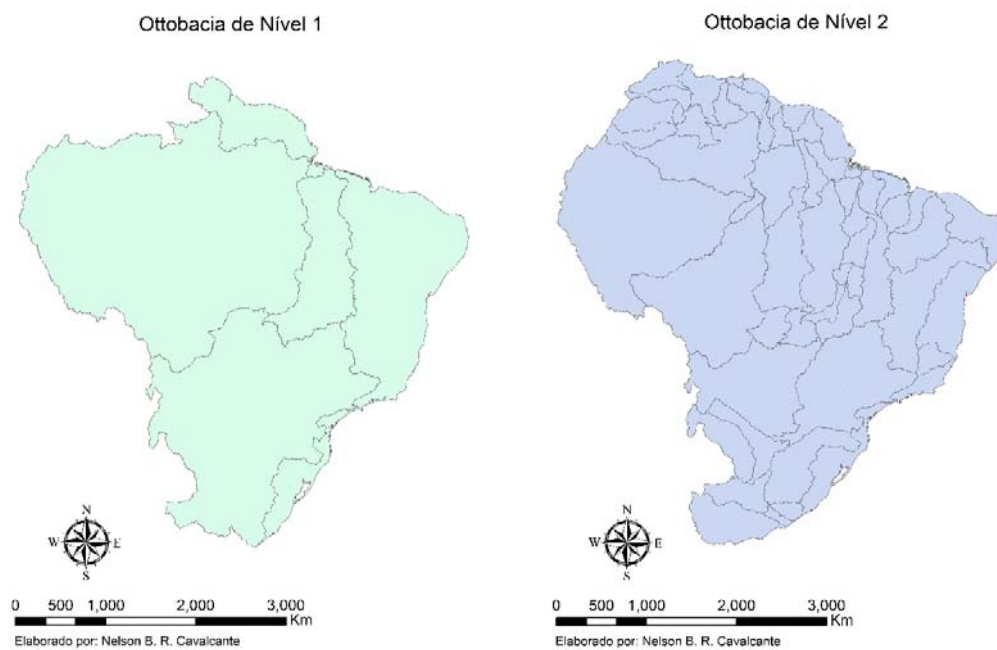 Ottobacia de Nível 1
N
W E
S
0 500 1,000 2,000 3,000
Km
Elaborado por: Nelson B. R. Cavalcante
Ottobacia de Nível 2
N
W E
S
0 500 1,000 2,000 3,000
Km
Elaborado por: Nelson B. R. Cavalcante